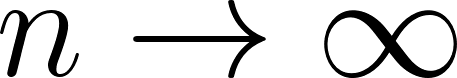 n → ∞